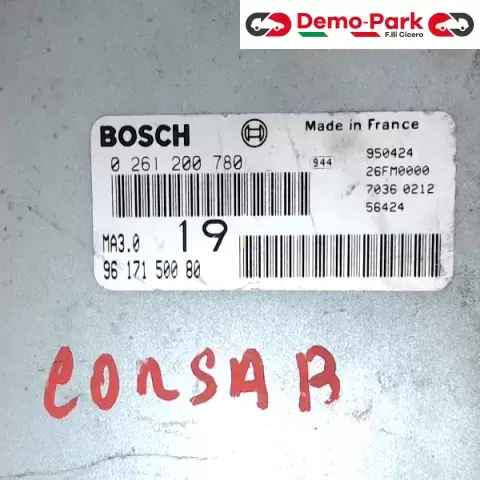 Demo-Park
F.lli Cicero
BOSCH
Made in France
0 261 200 780
944
950424
26FM0000
7036 0212
56424
MA3.0
19
96 171 500 80
CORSA B